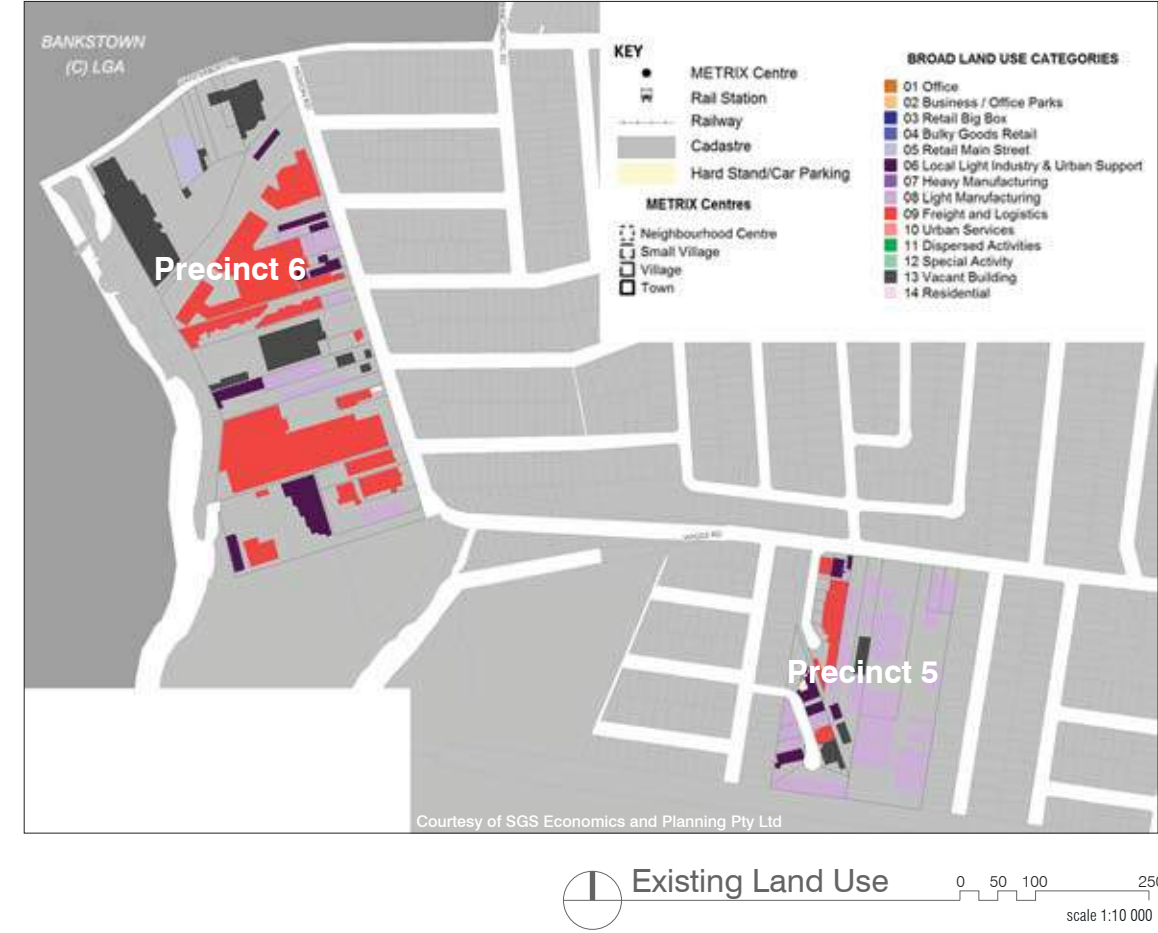 BANKSTOWN
(C) LGA
KEY
METRIX Centre
Rail Station
Railway
Cadastre
Hard Stand/Car Parking
METRIX Centres
Neighbourhood Centre
Small Village
Village
Town
BROAD LAND USE CATEGORIES
01 Office
02 Business / Office Parks
03 Retail Big Box
04 Bulky Goods Retail
05 Retail Main Street
06 Local Light Industry & Urban Support
07 Heavy Manufacturing
08 Light Manufacturing
09 Freight and Logistics
10 Urban Services
11 Dispersed Activities
12 Special Activity
13 Vacant Building
14 Residential
Precinct 6
Precinct 5
Courtesy of SGS Economics and Planning Pty Ltd
Existing Land Use
0 50 100 250
scale 1:10 000